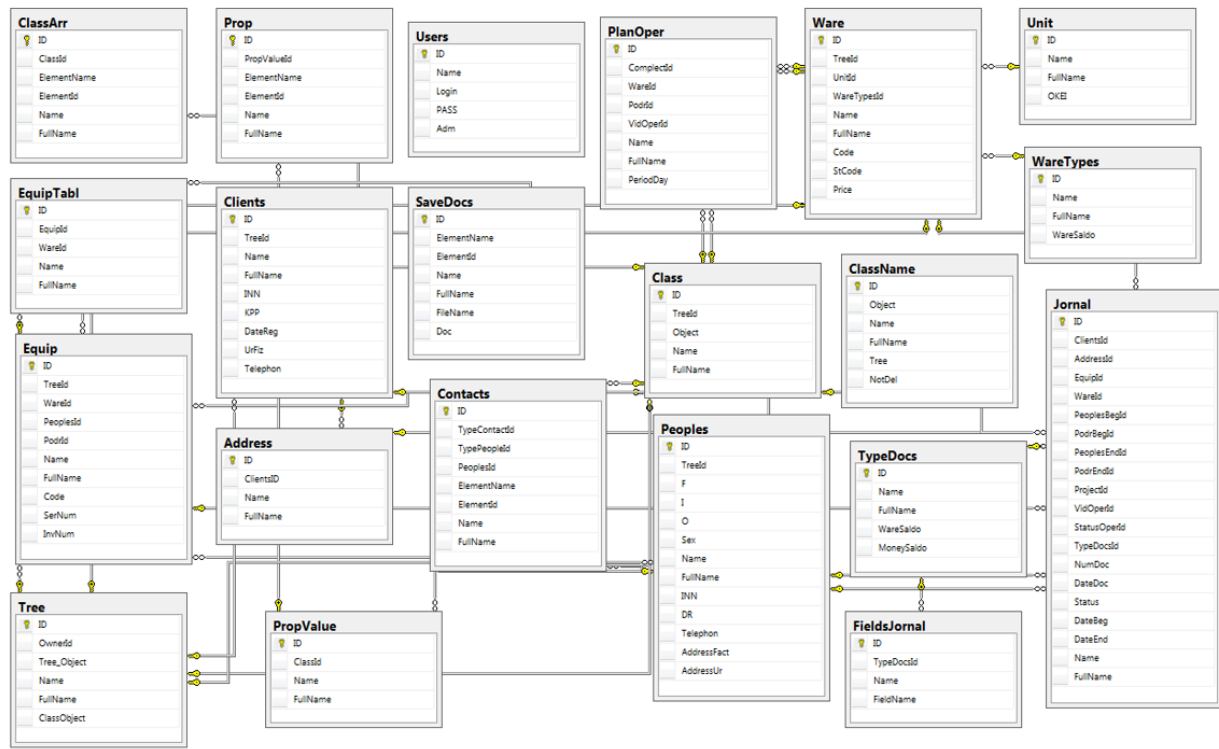 ClassArr
ID
ClassId
ElementName
ElementId
Name
FullName
Prop
ID
PropValueId
ElementName
ElementId
Name
FullName
Users
ID
Name
Login
PASS
Adm
PlanOper
ID
ComplectId
WareId
PodrId
VidOperId
Name
FullName
PeriodDay
Ware
ID
TreeId
UnitId
WareTypesId
Name
FullName
Code
StCode
Price
Unit
ID
Name
FullName
OKEI
WareTypes
ID
Name
FullName
WareSaldo
EquipTabl
ID
EquipId
WareId
Name
FullName
Clients
ID
TreeId
Name
FullName
INN
KPP
DateReg
UrFiz
Telephon
SaveDocs
ID
ElementName
ElementId
Name
FullName
FileName
Doc
Class
ID
TreeId
Object
Name
FullName
ClassName
ID
Object
Name
FullName
Tree
NotDel
Jornal
ID
ClientsId
AddressId
EquipId
WareId
PeoplesBegId
PodrBegId
PeoplesEndId
PodrEndId
ProjectId
VidOperId
StatusOperId
TypeDocsId
NumDoc
DateDoc
Status
DateBeg
DateEnd
Name
FullName
Equip
ID
TreeId
WareId
PeoplesId
PodrId
Name
FullName
Code
SerNum
InvNum
Address
ID
ClientsID
Name
FullName
Contacts
ID
TypeContactId
TypePeopleId
PeoplesId
ElementName
ElementId
Name
FullName
Peoples
ID
TreeId
F
I
O
Sex
Name
FullName
INN
DR
Telephon
AddressFact
AddressUr
TypeDocs
ID
Name
FullName
WareSaldo
MoneySaldo
Tree
ID
OwnerId
Tree_Object
Name
FullName
ClassObject
PropValue
ID
ClassId
Name
FullName
FieldsJornal
ID
TypeDocsId
Name
FieldName